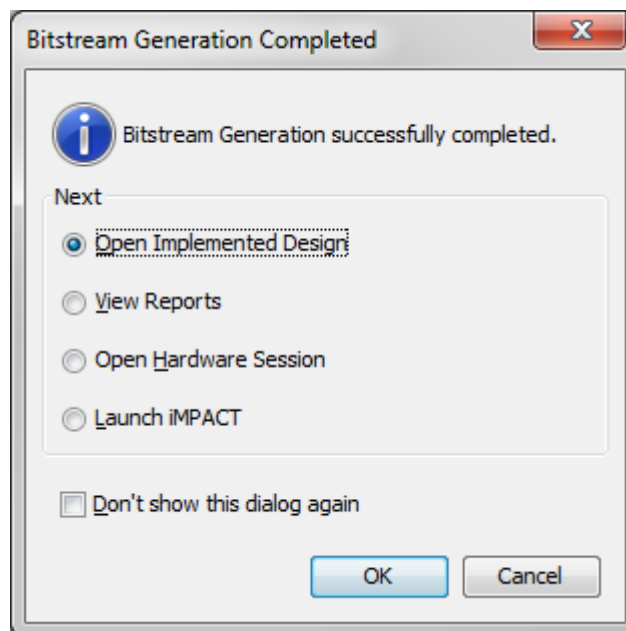 Bitstream Generation Completed
Bitstream Generation successfully completed.
Next
Open Implemented Design
View Reports
Open Hardware Session
Launch iMPACT
Don't show this dialog again
OK
Cancel